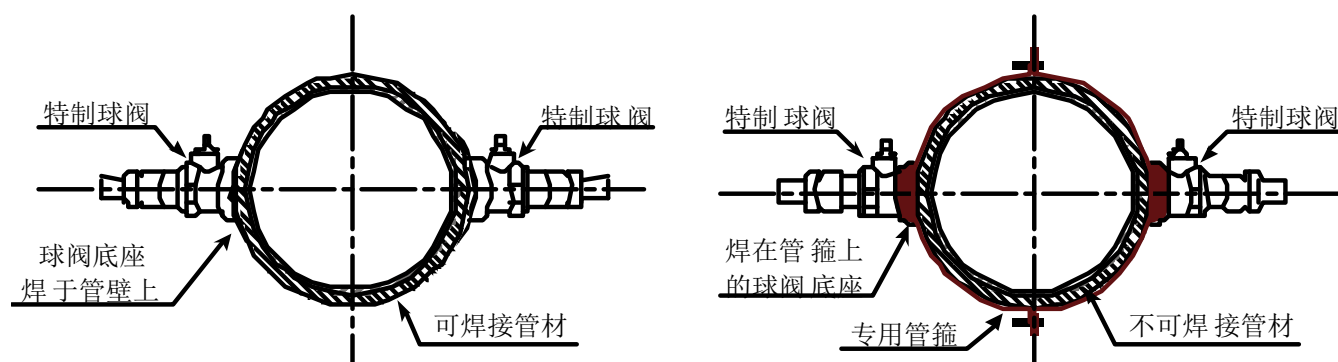 特制球阀
特制球阀
球阀底座
焊于管壁上
可焊接管材
特制球阀
特制球阀
焊在管箍上
的球阀底座
专用管箍
不可焊接管材